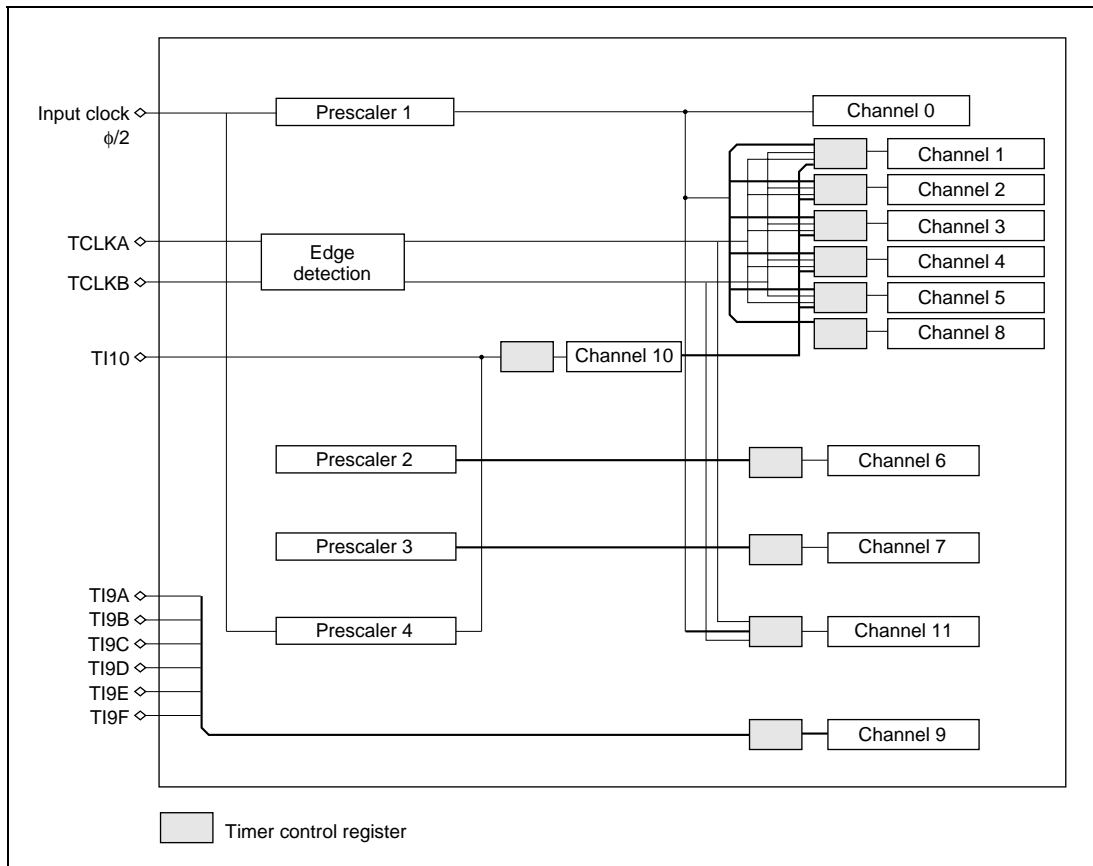 Input clock
ϕ/2
Prescaler 1
Channel 0
Channel 1
Channel 2
Channel 3
Channel 4
Channel 5
Channel 8
TCLKA
TCLKB
Edge
detection
TI10
Channel 10
Prescaler 2
Channel 6
Prescaler 3
Channel 7
TI9A
TI9B
TI9C
TI9D
TI9E
TI9F
Prescaler 4
Channel 11
Channel 9
Timer control register